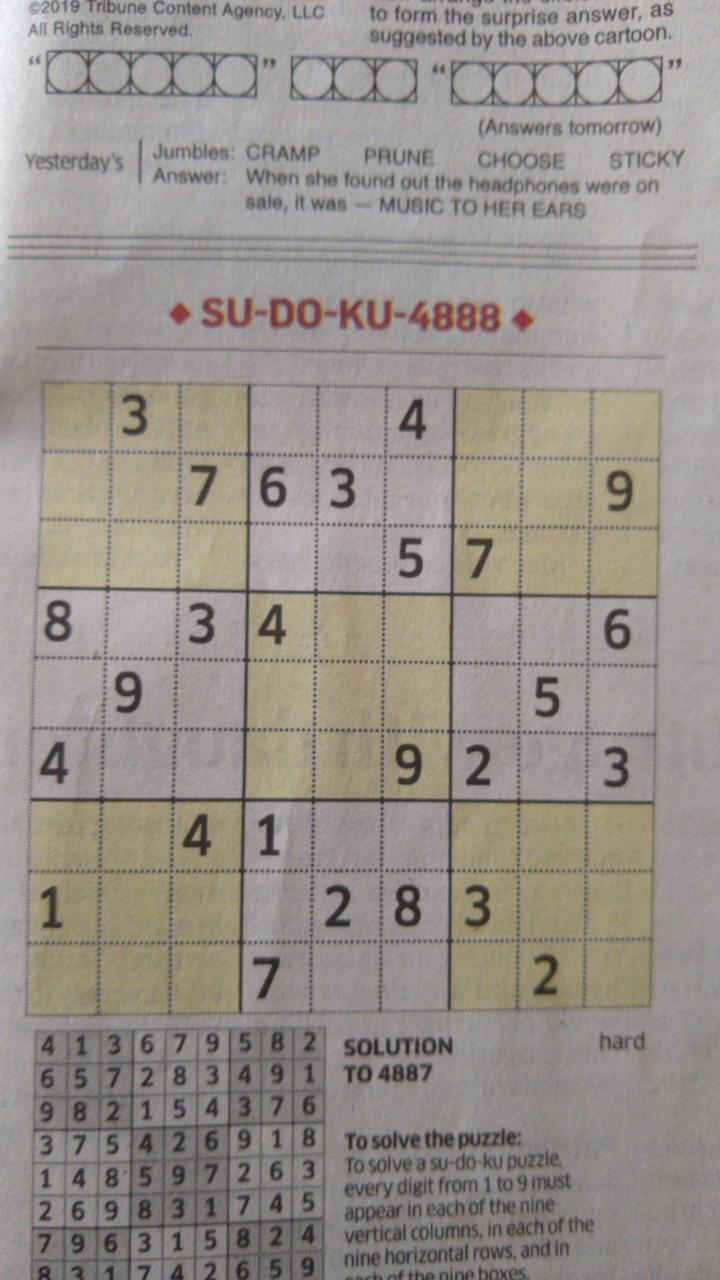 ©2019 Tribune Content Agency, LLC
All Rights Reserved.
to form the surprise answer, as
suggested by the above cartoon.
“ ” “ ”
(Answers tomorrow)
Yesterday's
Jumbles: CRAMP PRUNE CHOOSE STICKY
Answer: When she found out the headphones were on
sale, it was — MUSIC TO HER EARS
◆ SU-DO-KU-4888 ◆
3 4
7 6 3 9
5 7
8 3 4 6
9 5
4 9 2 3
4 1
1 2 8 3
7 2
4 1 3 6 7 9 5 8 2
6 5 7 2 8 3 4 9 1
9 8 2 1 5 4 3 7 6
3 7 5 4 2 6 9 1 8
1 4 8 5 9 7 2 6 3
2 6 9 8 3 1 7 4 5
7 9 6 3 1 5 8 2 4
8 3 1 7 4 2 6 5 9
SOLUTION
TO 4887
hard
To solve the puzzle:
To solve a su-do-ku puzzle,
every digit from 1 to 9 must
appear in each of the nine
vertical columns, in each of the
nine horizontal rows, and in
each of the nine boxes.